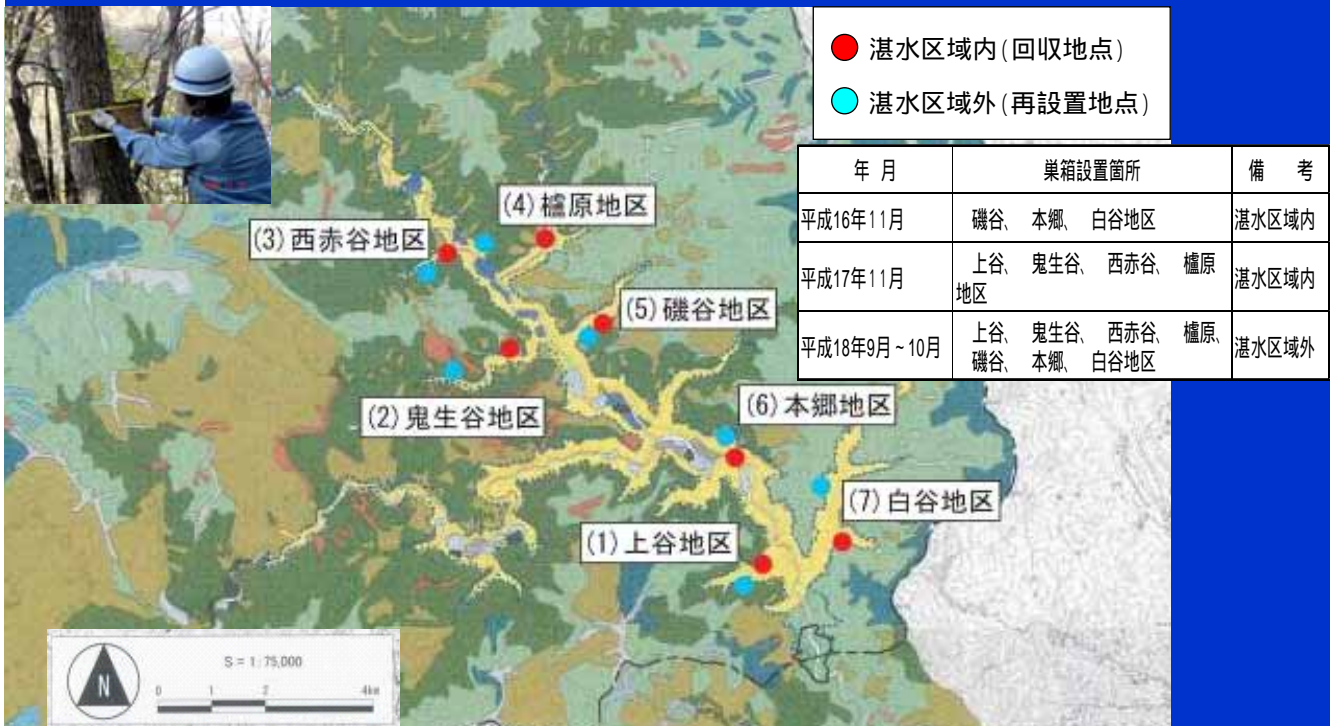 湛水区域内(回収地点)
湛水区域外(再設置地点)
年 月 巣箱設置箇所 備 考
平成16年11月 磯谷、 本郷、 白谷地区 湛水区域内
平成17年11月 上谷、 鬼生谷、 西赤谷、 櫨原
地区 湛水区域内
平成18年9月~10月 上谷、 鬼生谷、 西赤谷、 櫨原、
磯谷、 本郷、 白谷地区 湛水区域外
(4)櫨原地区
(3)西赤谷地区
(5)磯谷地区
(2)鬼生谷地区
(6)本郷地区
(7)白谷地区
(1)上谷地区
N
S = 1:75,000
0 1 2 4km